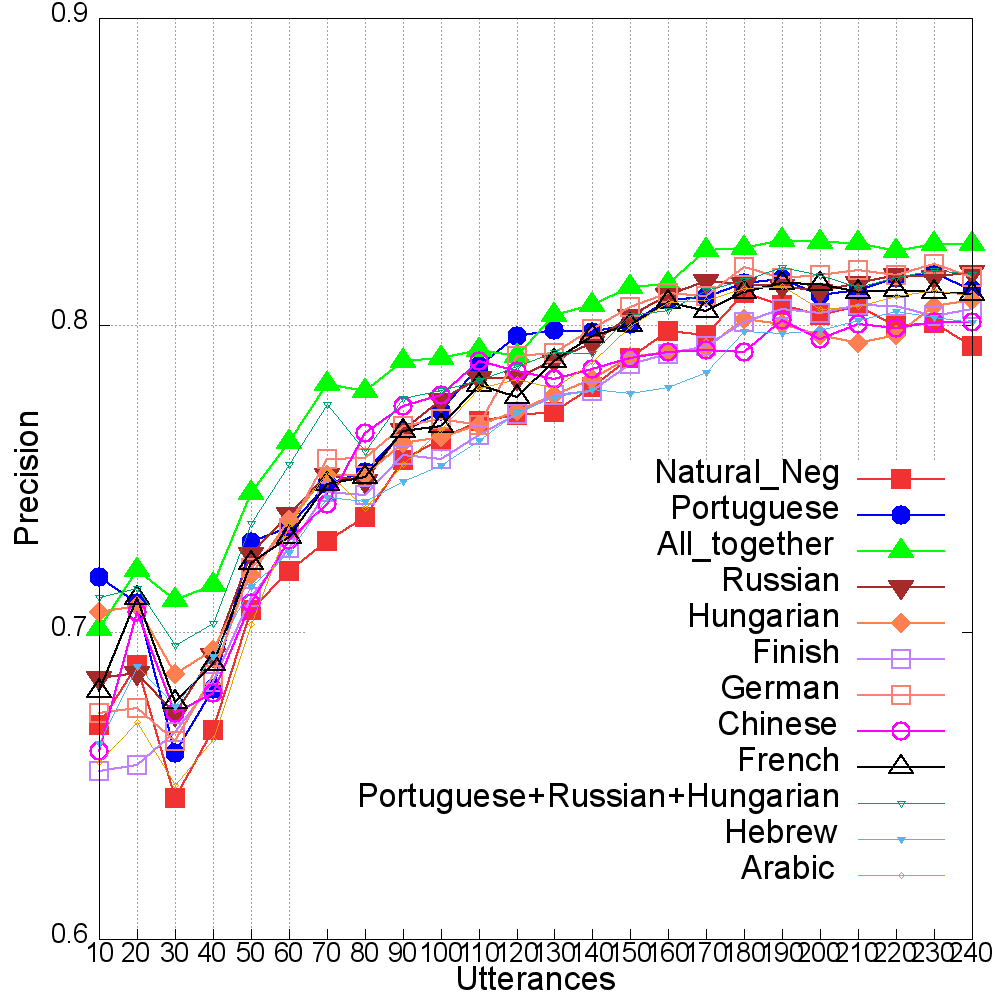 0.9
0.8
0.7
0.6
Precision
Natural_Neg
Portuguese
All_together
Russian
Hungarian
Finish
German
Chinese
French
Portuguese+Russian+Hungarian
Hebrew
Arabic
10 20 30 40 50 60 70 80 90 100 110 120 130 140 150 160 170 180 190 200 210 220 230 240
Utterances